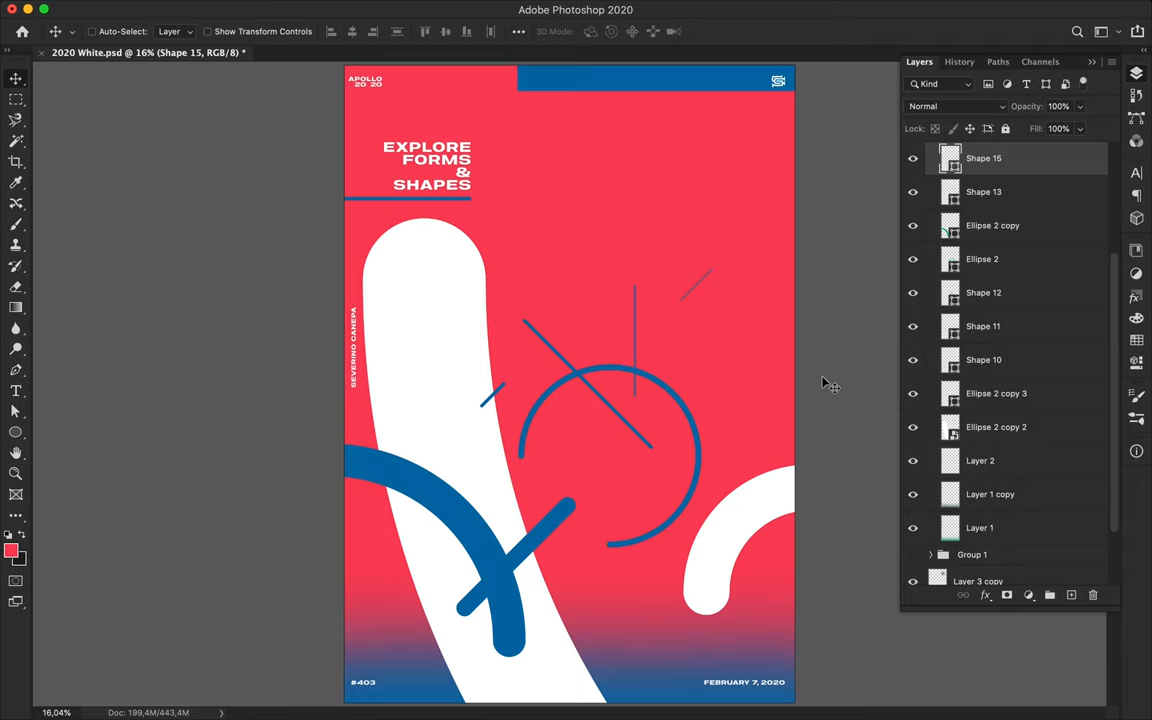 Adobe Photoshop 2020
Auto-Select: Layer Show Transform Controls 3D Mode:
2020 White.psd @ 16% (Shape 15, RGB/8) *
Layers History Paths Channels
Kind
Normal Opacity: 100%
Lock: Fill: 100%
Shape 15
Shape 13
Ellipse 2 copy
Ellipse 2
Shape 12
Shape 11
Shape 10
Ellipse 2 copy 3
Ellipse 2 copy 2
Layer 2
Layer 1 copy
Layer 1
Group 1
Layer 3 copy
APOLLO
20 20
EXPLORE
FORMS
&
SHAPES
SEVERINO CANEPA
#403
FEBRUARY 7, 2020
16,04% Doc: 199,4M/443,4M